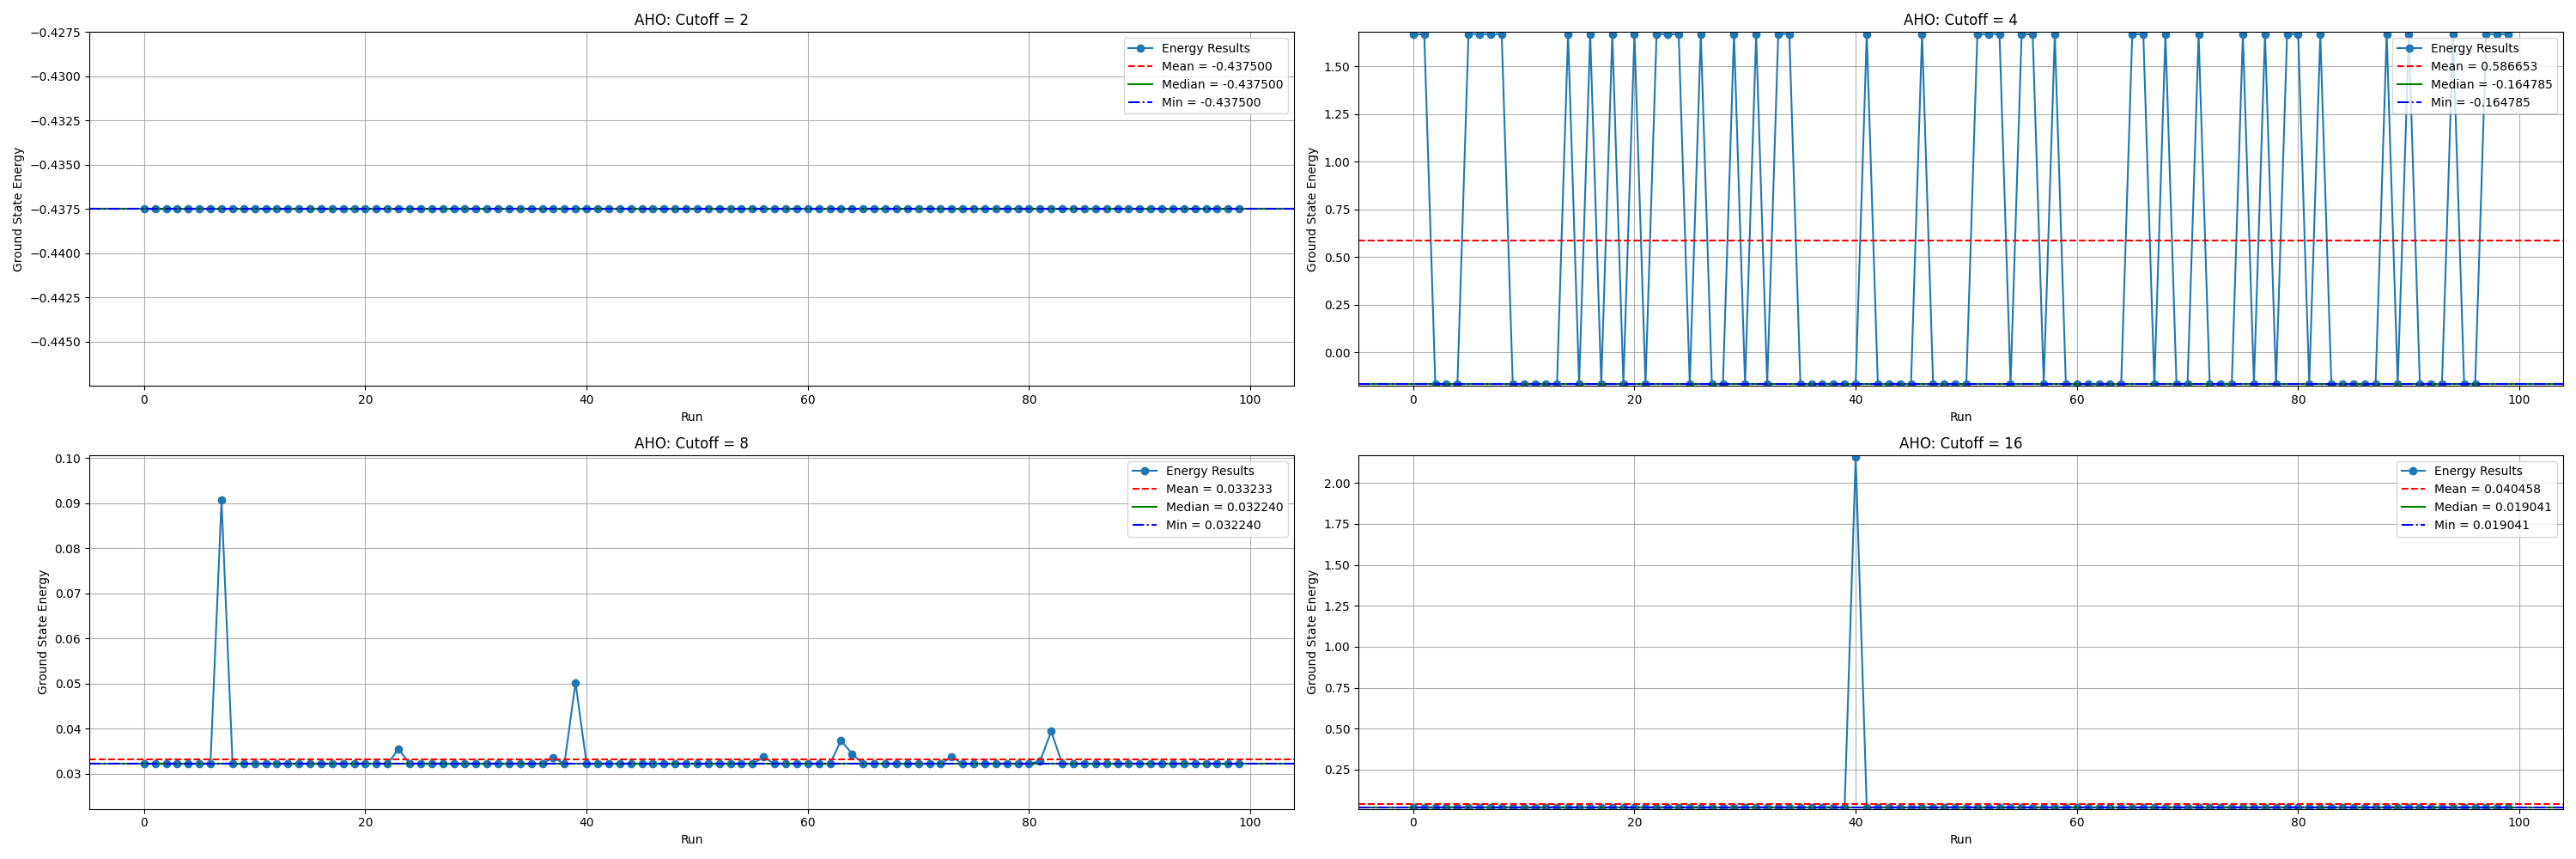 AHO: Cutoff = 2
−0.4275
−0.4300
−0.4325
−0.4350
−0.4375
−0.4400
−0.4425
−0.4450
Ground State Energy
Energy Results
Mean = -0.437500
Median = -0.437500
Min = -0.437500
0 20 40 60 80 100
Run
AHO: Cutoff = 4
1.50
1.25
1.00
0.75
0.50
0.25
0.00
Ground State Energy
Energy Results
Mean = 0.586653
Median = -0.164785
Min = -0.164785
0 20 40 60 80 100
Run
AHO: Cutoff = 8
0.10
0.09
0.08
0.07
0.06
0.05
0.04
0.03
Ground State Energy
Energy Results
Mean = 0.033233
Median = 0.032240
Min = 0.032240
0 20 40 60 80 100
Run
AHO: Cutoff = 16
2.00
1.75
1.50
1.25
1.00
0.75
0.50
0.25
Ground State Energy
Energy Results
Mean = 0.040458
Median = 0.019041
Min = 0.019041
0 20 40 60 80 100
Run